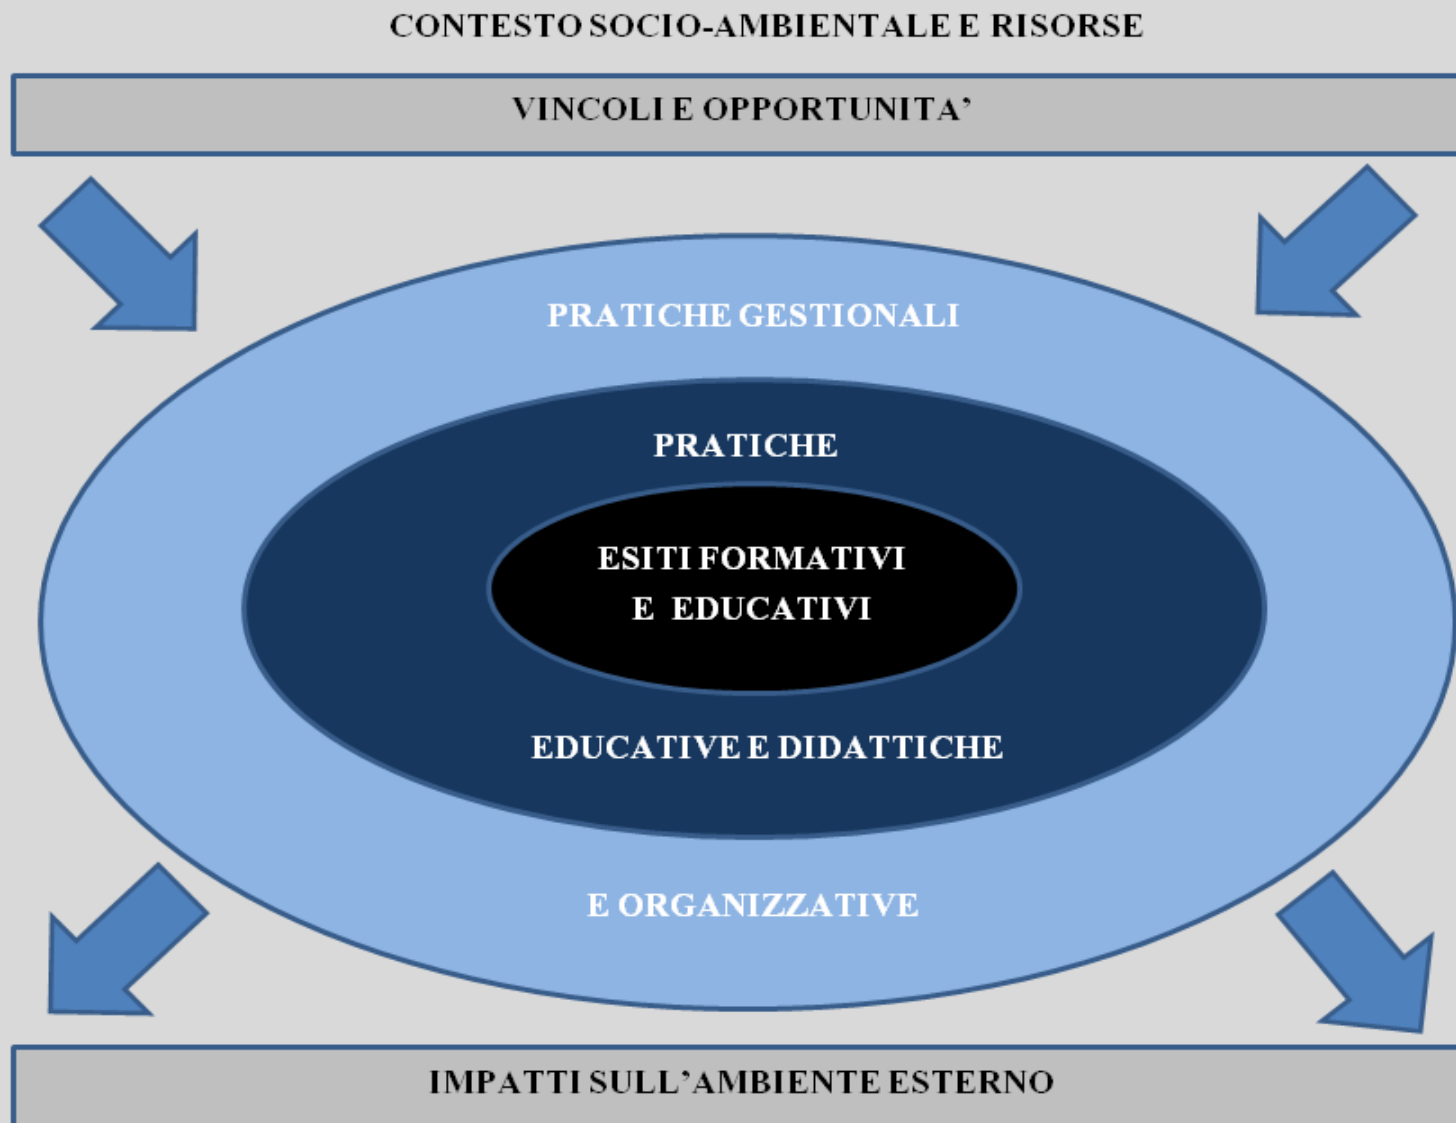 CONTESTO SOCIO-AMBIENTALE E RISORSE
VINCOLI E OPPORTUNITA’
PRATICHE GESTIONALI
PRATICHE
ESITI FORMATIVI
E EDUCATIVI
EDUCATIVE E DIDATTICHE
E ORGANIZZATIVE
IMPATTI SULL’AMBIENTE ESTERNO